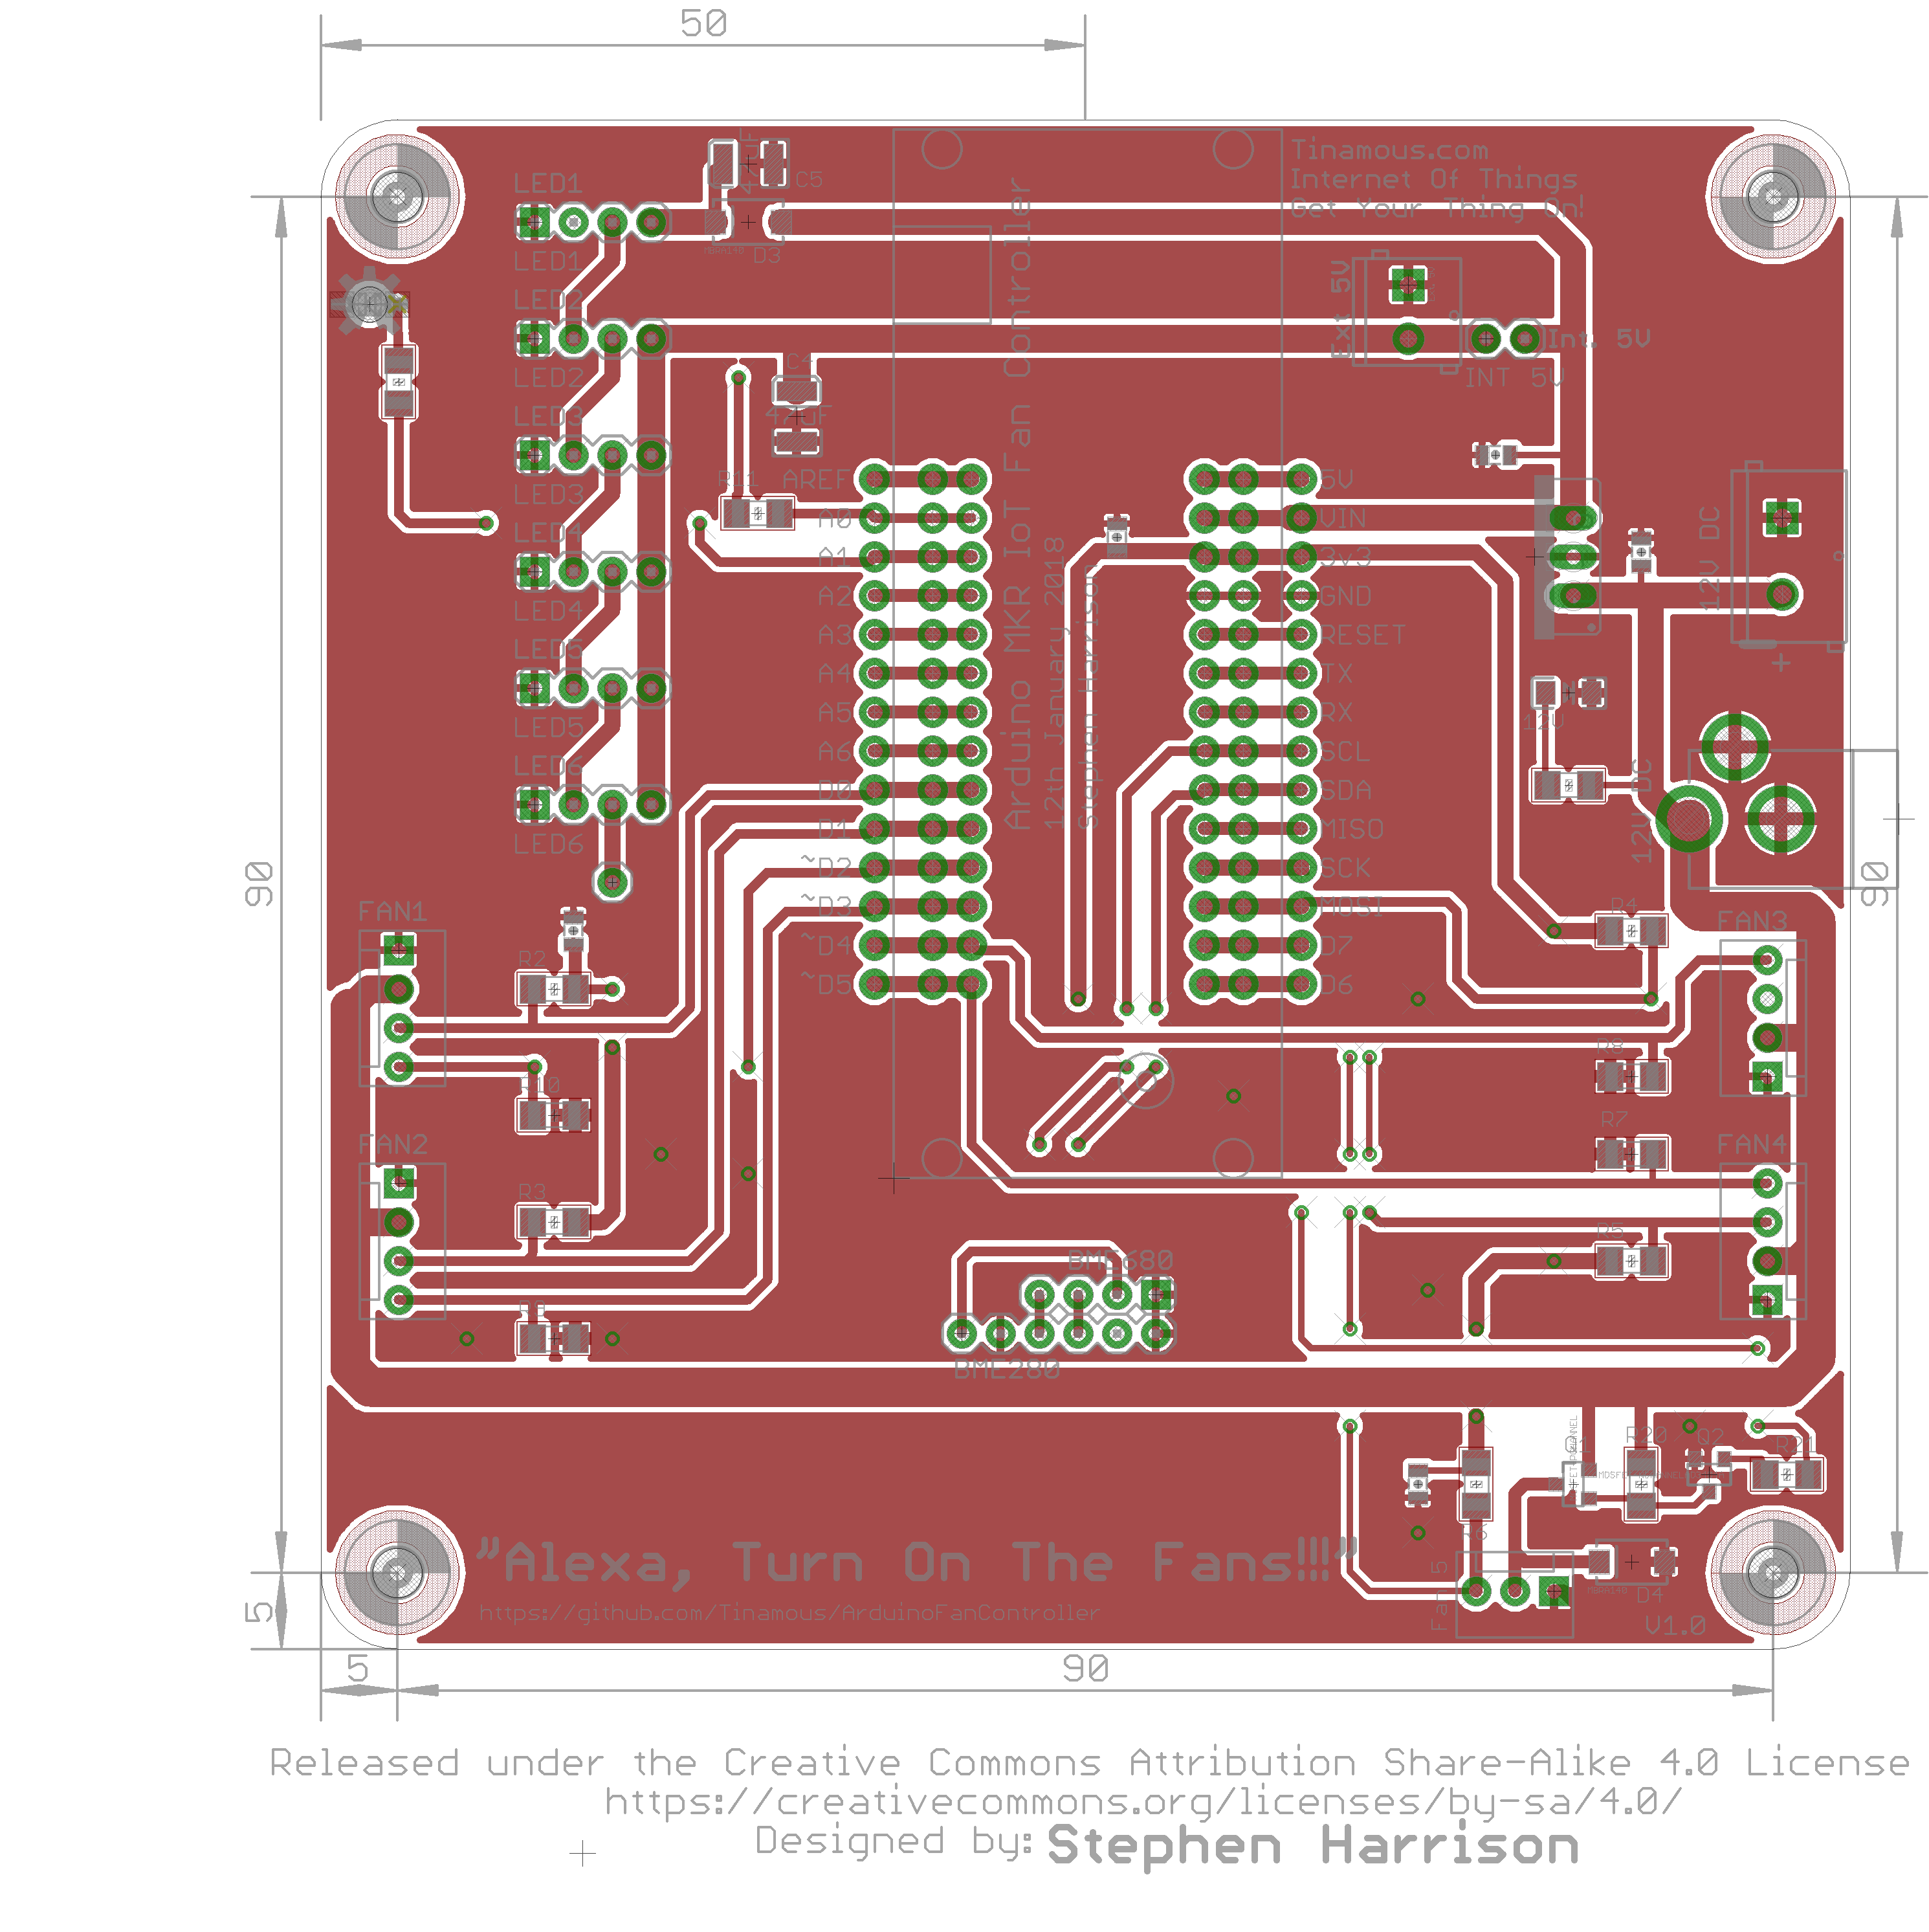 50
Tinamous.com
Internet Of Things
Get Your Thing On!
C5
LED1
LED1
D3
LED2
LED2
Ext 5V
Int. 5V
INT 5V
C4
47uF
LED3
LED3
R11
AREF
A0
A1
A2
A3
A4
A5
A6
D0
D1
~D2
~D3
~D4
~D5
LED4
LED4
LED5
LED5
LED6
LED6
Arduino MKR IoT Fan Controller
12th January 2018
Stephen Harrison
5V
VIN
3v3
GND
RESET
TX
RX
SCL
SDA
MISO
SCK
MOSI
D7
D6
12V DC
+
12V
12V DC
90
90
FAN1
R2
R10
FAN2
R3
R9
R4
FAN3
R8
R7
FAN4
R5
BME680
BME280
Q1
R20
Q2
R21
"Alexa, Turn On The Fans!!!"
https://github.com/Tinamous/ArduinoFanController
Fan 5
D4
V1.0
5
5
90
Released under the Creative Commons Attribution Share-Alike 4.0 License
https://creativecommons.org/licenses/by-sa/4.0/
Designed by: Stephen Harrison